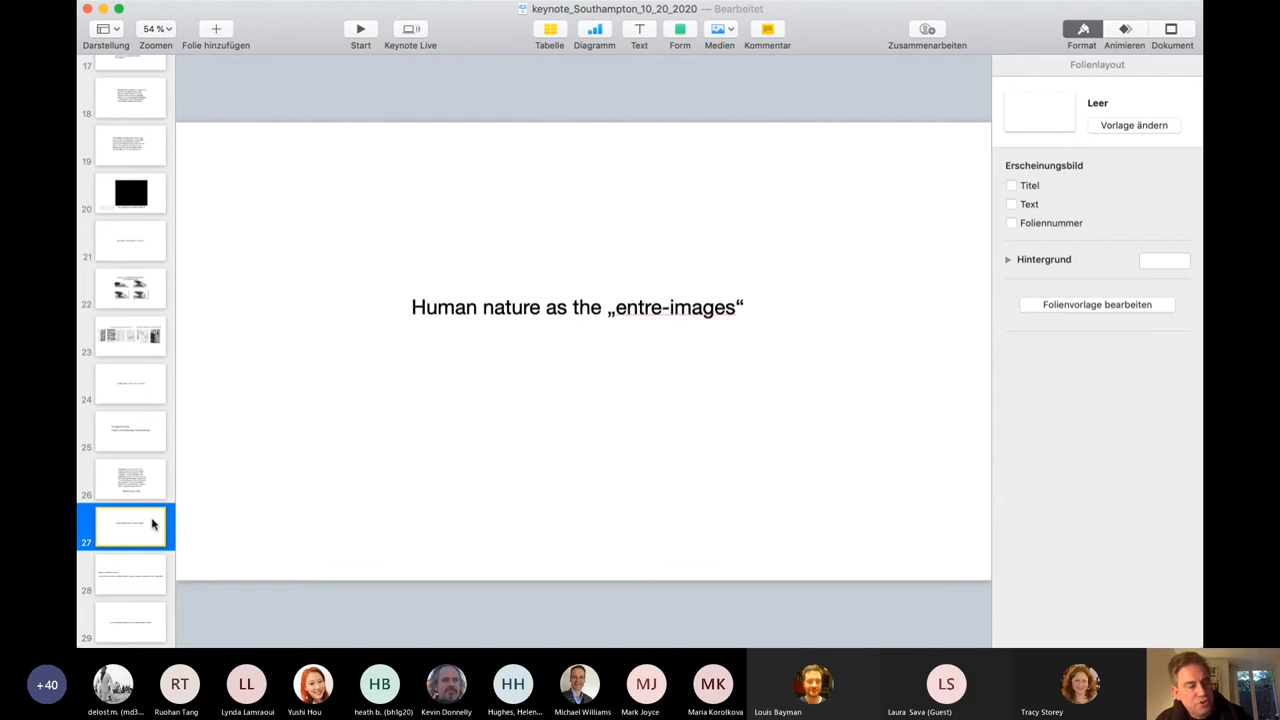 keynote_Southampton_10_20_2020 — Bearbeitet
54 %
Darstellung Zoomen Folie hinzufügen Start Keynote Live Tabelle Diagramm Text Form Medien Kommentar Zusammenarbeiten Format Animieren Dokument
Folienlayout
Leer
Vorlage ändern
Erscheinungsbild
Titel
Text
Foliennummer
Hintergrund
Folienvorlage bearbeiten
17
18
19
20
21
22
23
24
25
26
27
28
29
Human nature as the „entre-images“
+40 RT LL HB HH MJ MK LS
delost m. (md3... Ruohan Tang Lynda Lamraoui Yushi Hou heath b. (bh1g20) Kevin Donnelly Hughes, Helen... Michael Williams Mark Joyce Maria Korolkova Louis Bayman Laura Sava (Guest) Tracy Storey